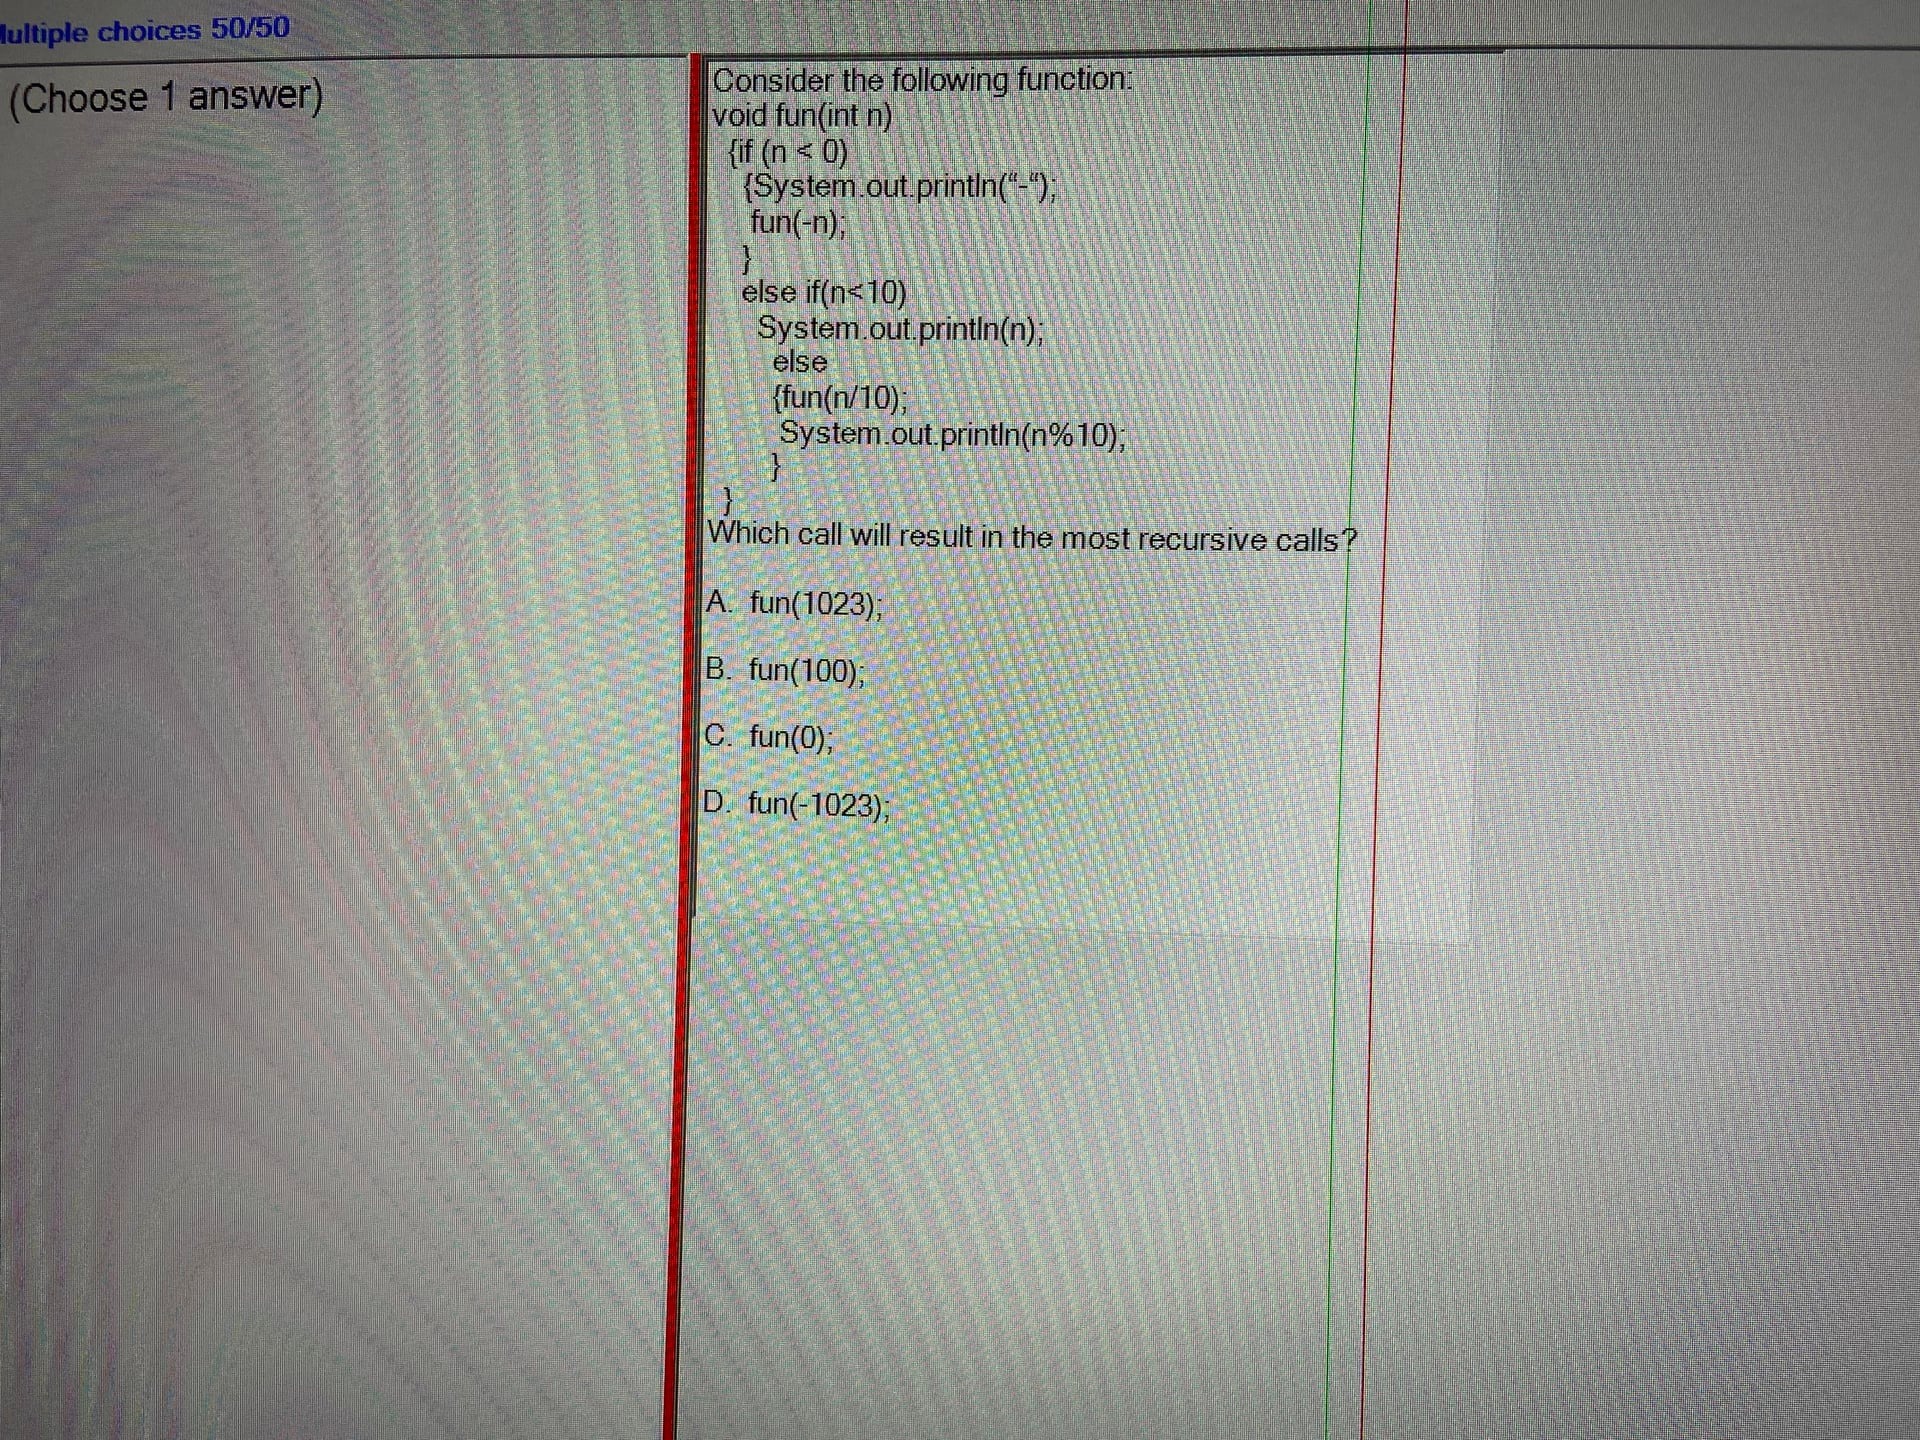 Multiple choices 50/50
(Choose 1 answer)
Consider the following function:
void fun(int n)
{if (n < 0)
{System.out.println("-");
fun(-n);
}
else if(n<10)
System.out.println(n);
else
{fun(n/10);
System.out.println(n%10);
}
}
Which call will result in the most recursive calls?
A. fun(1023);
B. fun(100);
C. fun(0);
D. fun(-1023);